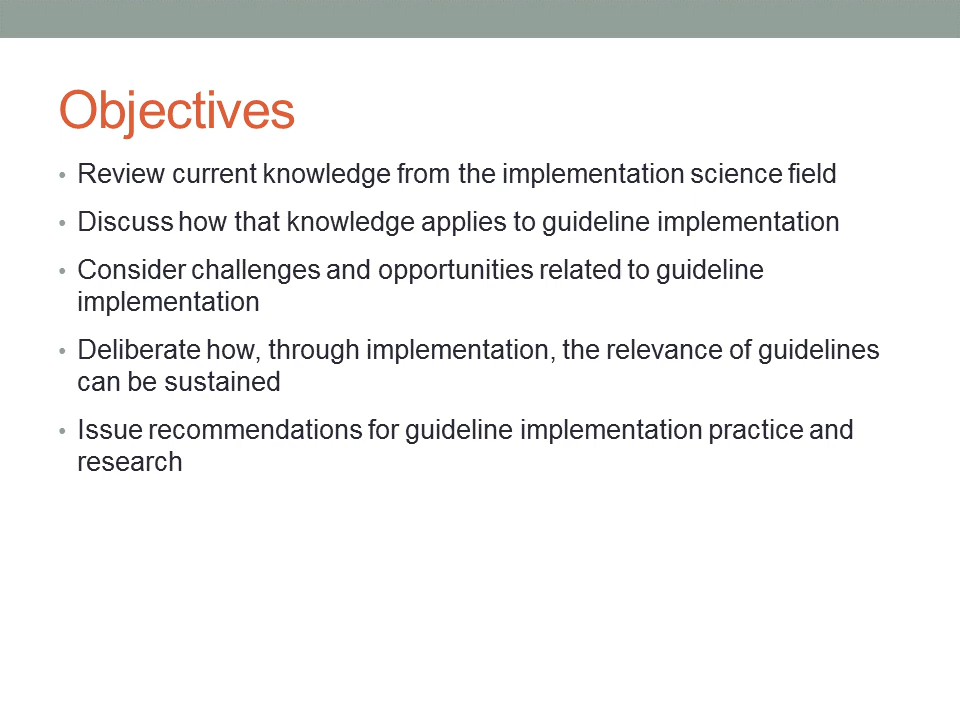 Objectives
• Review current knowledge from the implementation science field
• Discuss how that knowledge applies to guideline implementation
• Consider challenges and opportunities related to guideline
implementation
• Deliberate how, through implementation, the relevance of guidelines
can be sustained
• Issue recommendations for guideline implementation practice and
research